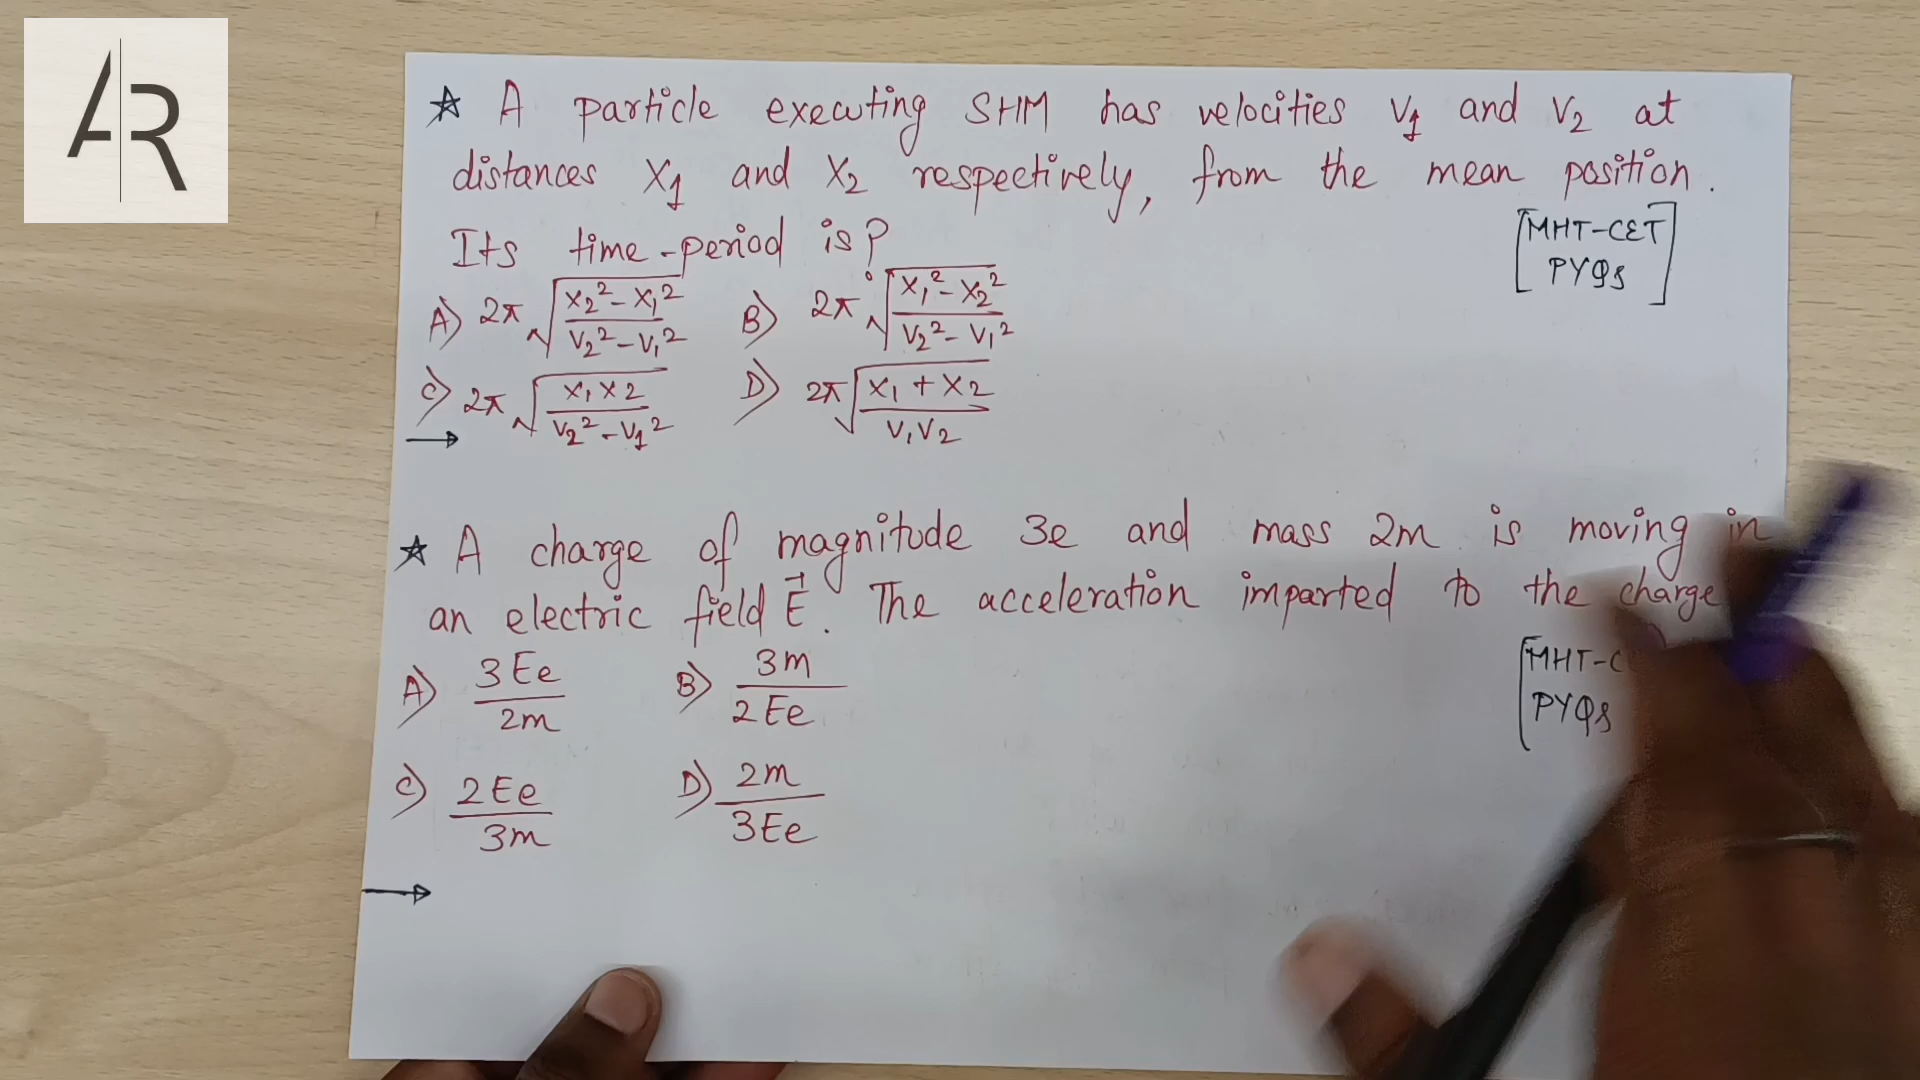 AR
☆ A particle executing SHM has velocities V₁ and V₂ at
distances X₁ and X₂ respectively, from the mean position.
Its time-period is?
[MHT-CET
PYQs]
A) 2π √((X₂² - X₁²)/(V₂² - V₁²)) B) 2π √((X₁² - X₂²)/(V₂² - V₁²))
C) 2π √((X₁ X₂)/(V₂² - V₁²)) D) 2π √((X₁ + X₂)/(V₁V₂))
→
☆ A charge of magnitude 3e and mass 2m is moving in
an electric field E⃗. The acceleration imparted to the charge
[MHT-C
PYQs
A) 3Ee/2m B) 3m/2Ee
C) 2Ee/3m D) 2m/3Ee
→